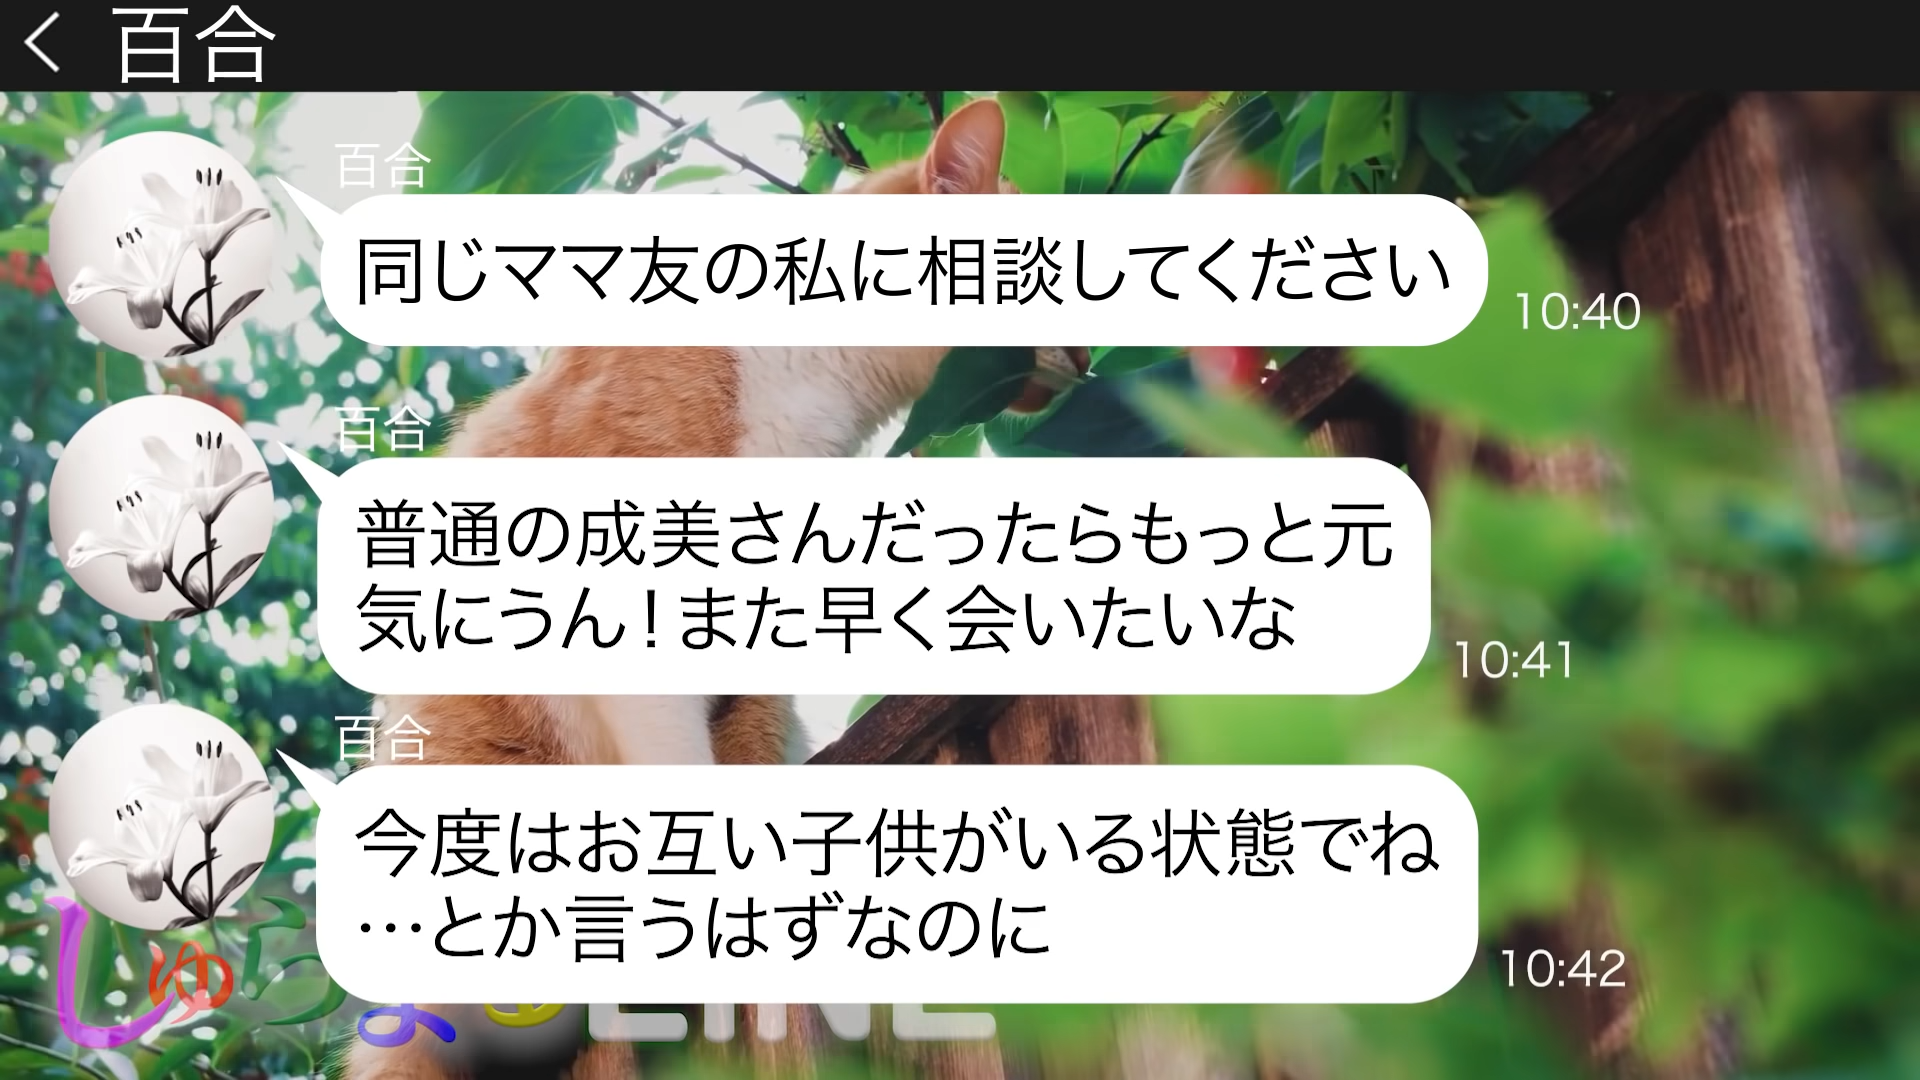 百合
百合
同じママ友の私に相談してください
10:40
百合
普通の成美さんだったらもっと元
気にうん！また早く会いたいな
10:41
百合
今度はお互い子供がいる状態でね
…とか言うはずなのに
10:42
しゅら
LINE